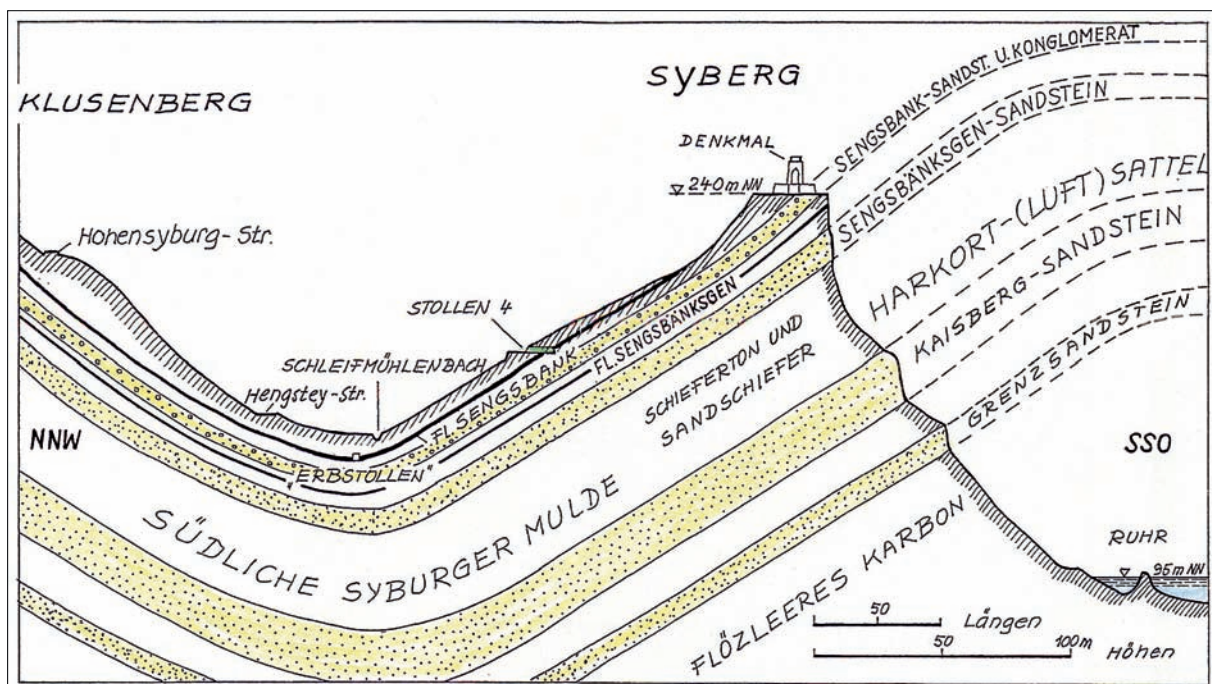 KLUSENBERG
SYBERG
SENGSBANK-SANDST. U. KONGLOMERAT
SENGSBÄNKSGEN-SANDSTEIN
HARKORT-(LUFT) SATTEL
KAISBERG-SANDSTEIN
GRENZSANDSTEIN
DENKMAL
240 m NN
Hohensyburg-Str.
STOLLEN 4
SCHLEIFMÜHLENBACH
Hengstey-Str.
FL. SENGSBANK
FL. SENGSBÄNKSGEN
SCHIEFERTON UND
SANDSCHIEFER
NNW
SSO
„ERBSTOLLEN"
SÜDLICHE SYBURGER MULDE
FLÖZLEERES KARBON
RUHR
95 m NN
50 Längen
50 100m Höhen